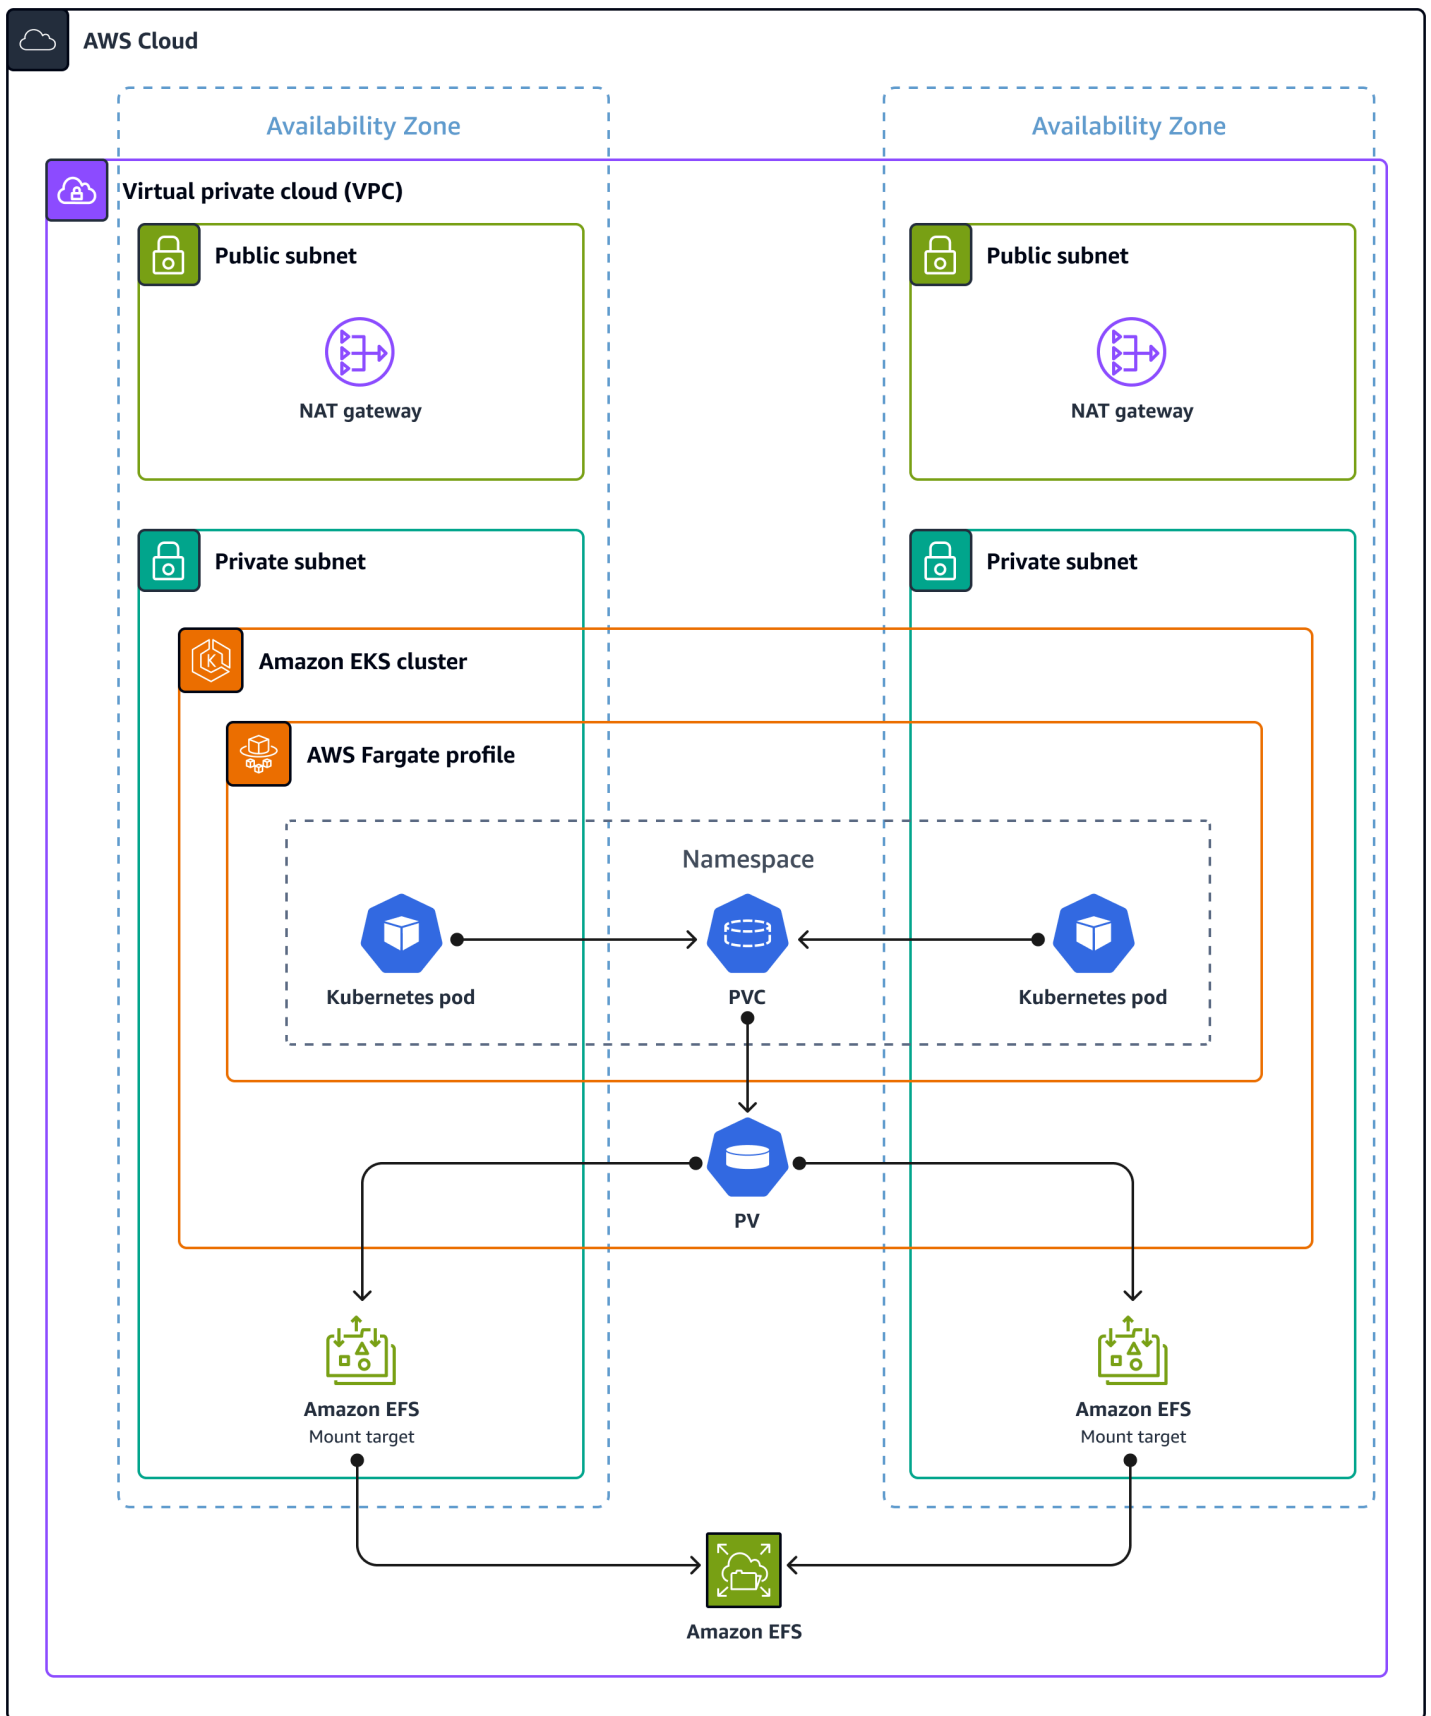 AWS Cloud
Availability Zone
Availability Zone
Virtual private cloud (VPC)
Public subnet
Public subnet
NAT gateway
NAT gateway
Private subnet
Private subnet
Amazon EKS cluster
AWS Fargate profile
Namespace
Kubernetes pod
PVC
Kubernetes pod
PV
Amazon EFS
Mount target
Amazon EFS
Mount target
Amazon EFS